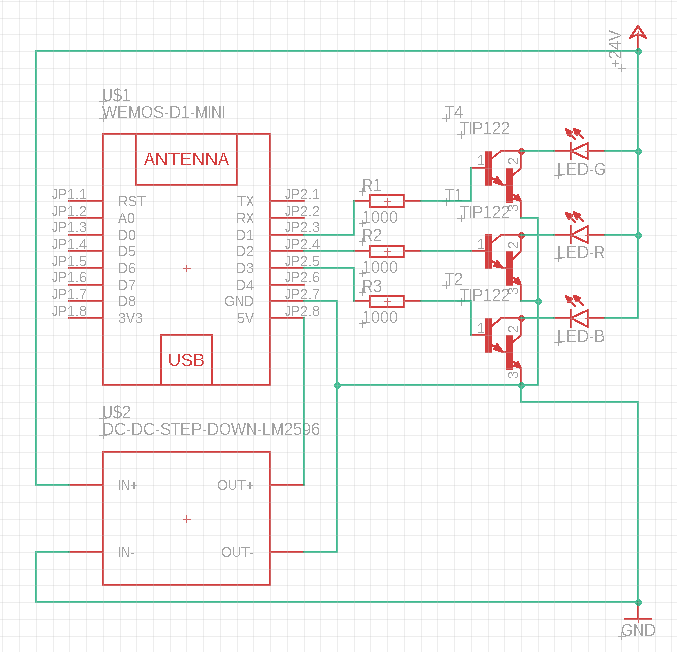 +24V
U$1
WEMOS-D1-MINI
ANTENNA
JP1.1 RST TX JP2.1
JP1.2 A0 RX JP2.2
JP1.3 D0 D1 JP2.3
JP1.4 D5 D2 JP2.4
JP1.5 D6 D3 JP2.5
JP1.6 D7 D4 JP2.6
JP1.7 D8 GND JP2.7
JP1.8 3V3 5V JP2.8
USB
R1
1000
R2
1000
R3
1000
T4
TIP122
1
2
3
LED-G
T1
TIP122
1
2
3
LED-R
T2
TIP122
1
2
3
LED-B
U$2
DC-DC-STEP-DOWN-LM2596
IN+ OUT+
IN- OUT-
GND